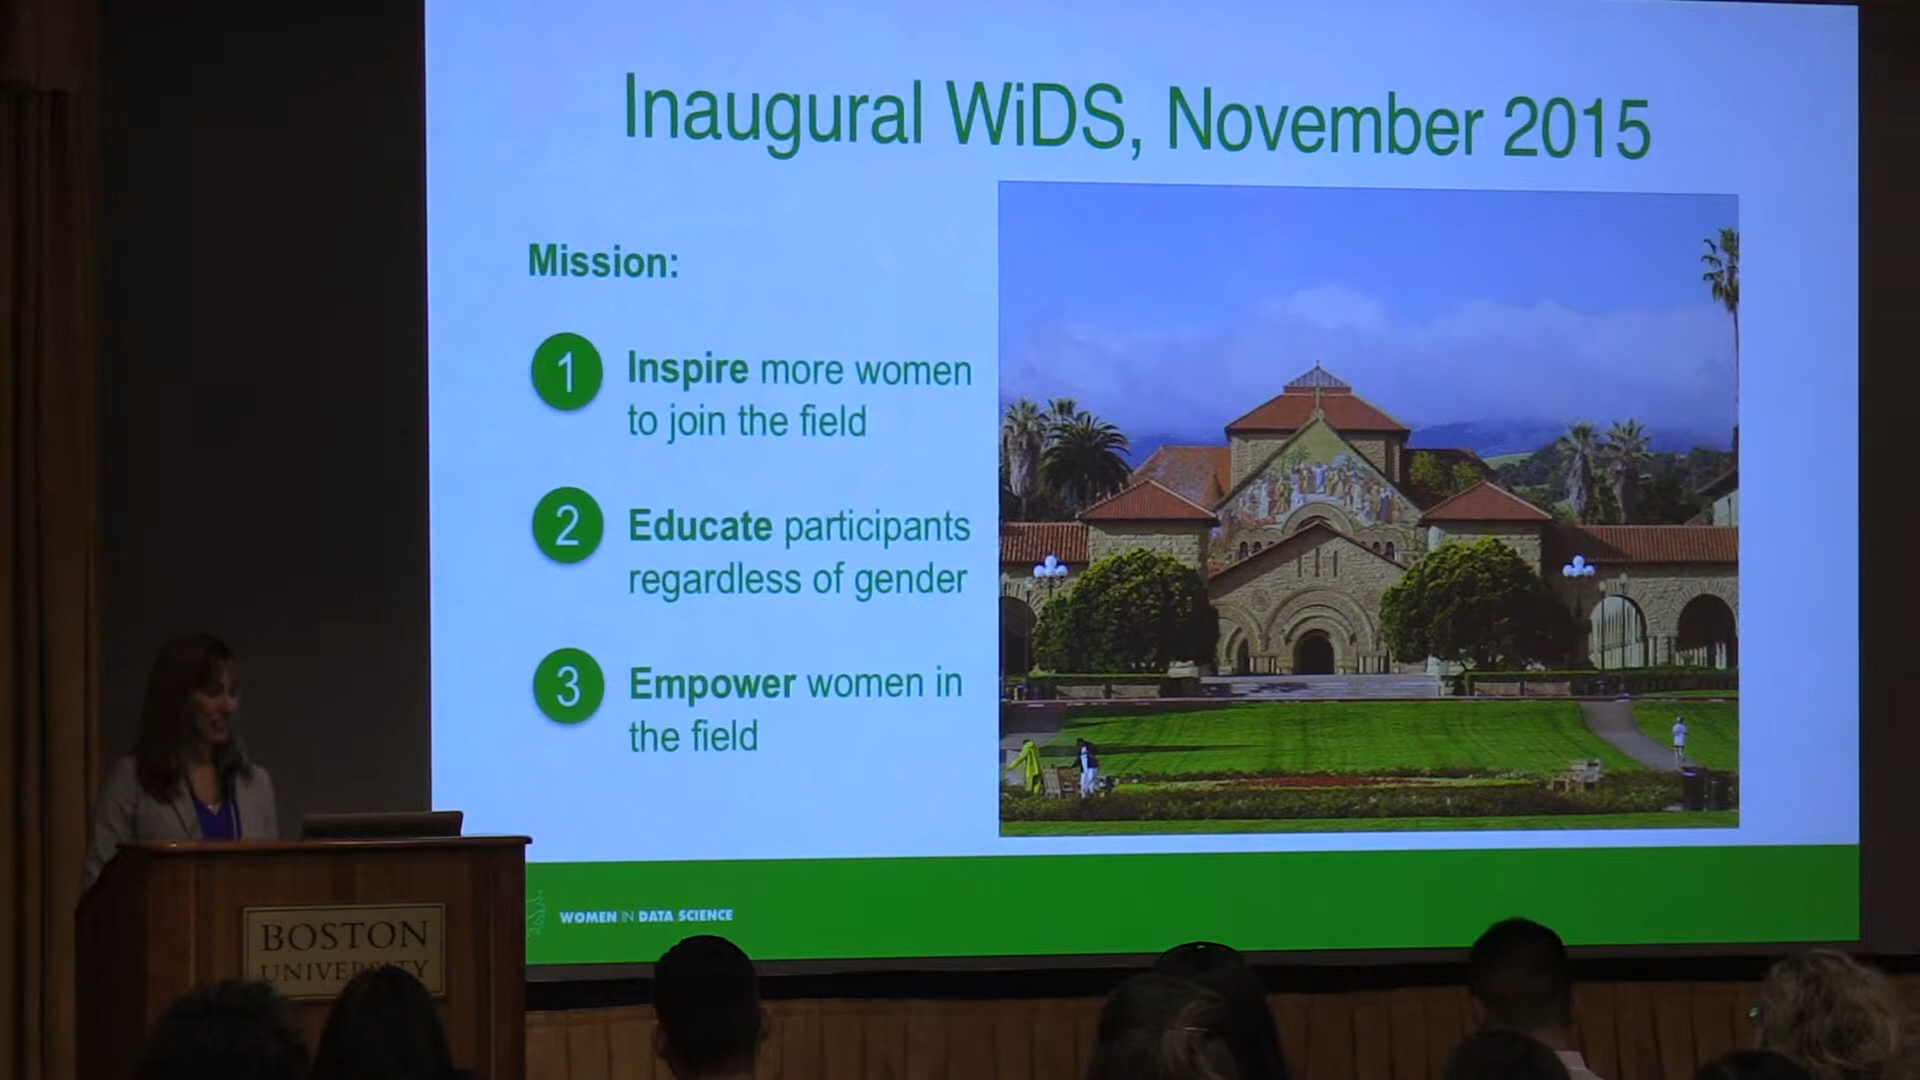 Inaugural WiDS, November 2015
Mission:
1
Inspire more women
to join the field
2
Educate participants
regardless of gender
3
Empower women in
the field
WOMEN IN DATA SCIENCE
BOSTON
UNIVERSITY